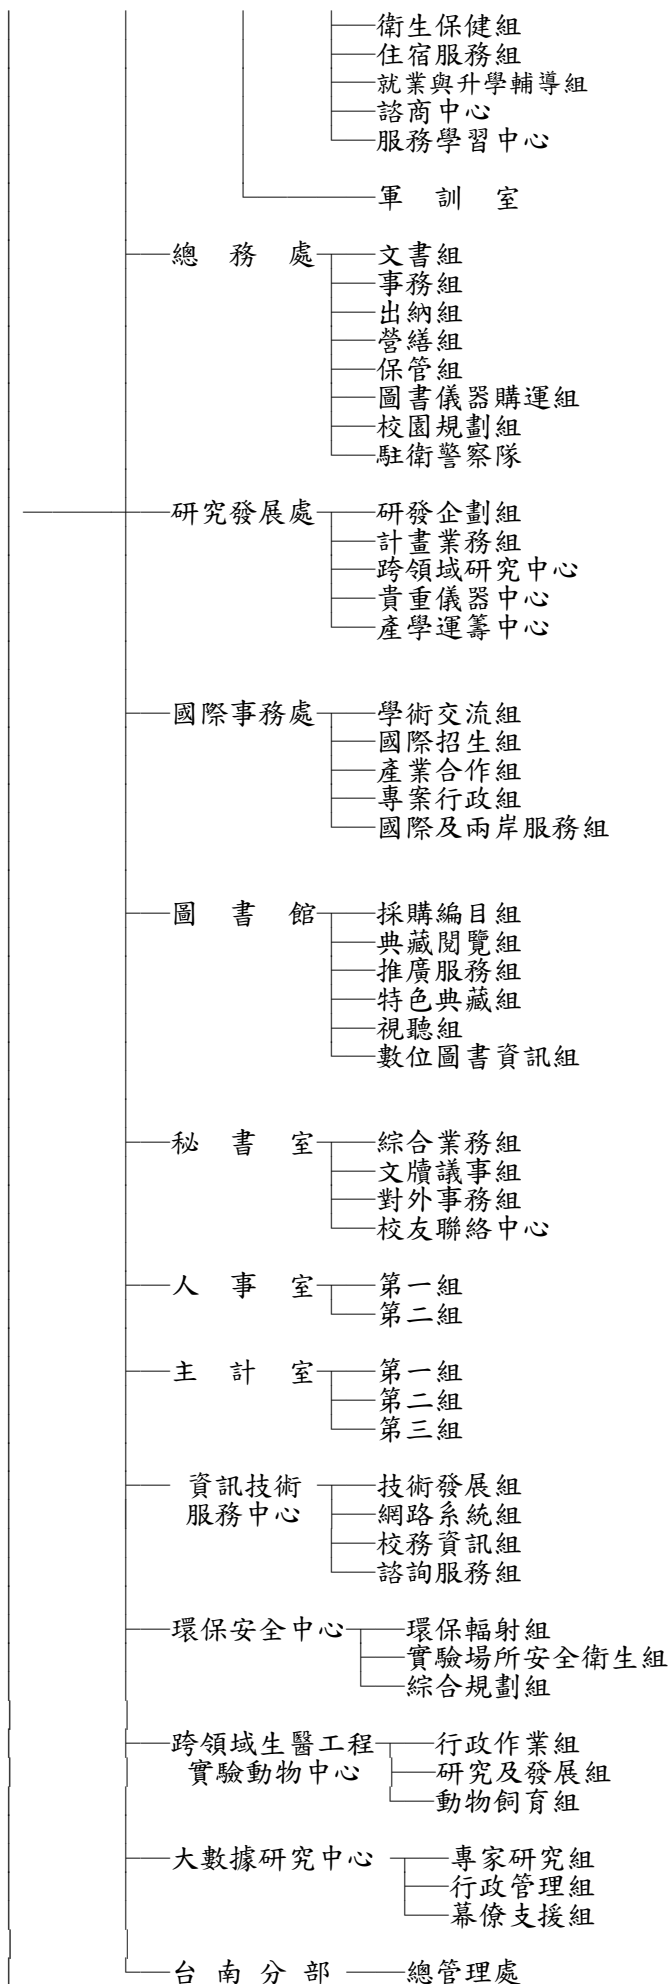 衛生保健組
住宿服務組
就業與升學輔導組
諮商中心
服務學習中心
軍 訓 室
總 務 處 文書組
事務組
出納組
營繕組
保管組
圖書儀器購運組
校園規劃組
駐衛警察隊
研究發展處 研發企劃組
計畫業務組
跨領域研究中心
貴重儀器中心
產學運籌中心
國際事務處 學術交流組
國際招生組
產業合作組
專案行政組
國際及兩岸服務組
圖 書 館 採購編目組
典藏閱覽組
推廣服務組
特色典藏組
視聽組
數位圖書資訊組
秘 書 室 綜合業務組
文牘議事組
對外事務組
校友聯絡中心
人 事 室 第一組
第二組
主 計 室 第一組
第二組
第三組
資訊技術 技術發展組
服務中心 網路系統組
校務資訊組
諮詢服務組
環保安全中心 環保輻射組
實驗場所安全衛生組
綜合規劃組
跨領域生醫工程 行政作業組
實驗動物中心 研究及發展組
動物飼育組
大數據研究中心 專家研究組
行政管理組
幕僚支援組
台 南 分 部 總管理處